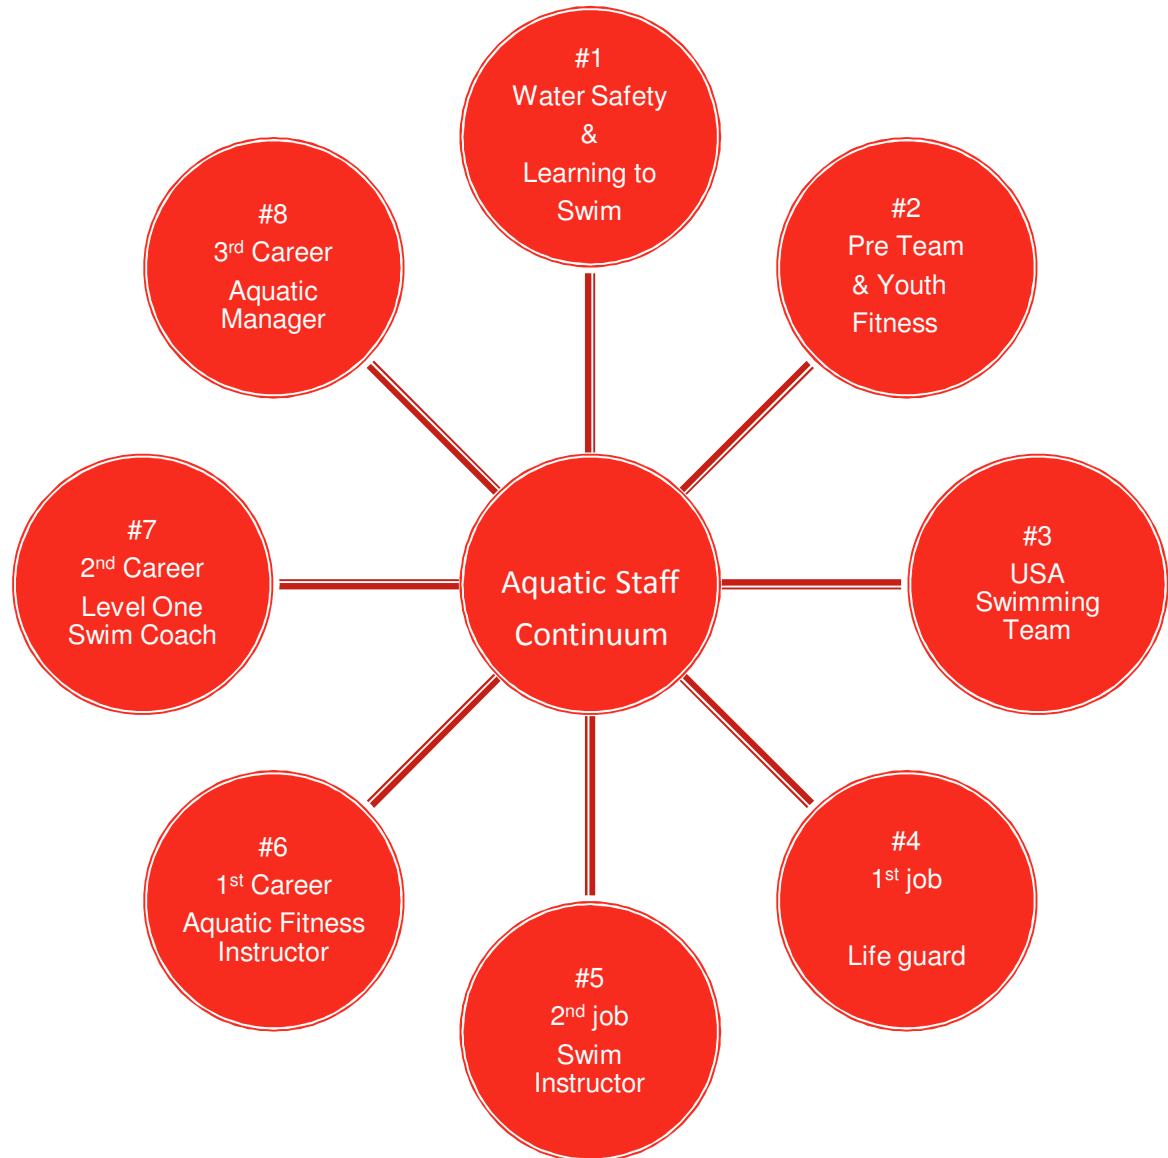 #1
Water Safety
&
Learning to
Swim
#2
Pre Team
& Youth
Fitness
#3
USA
Swimming
Team
#4
1st job
Life guard
#5
2nd job
Swim
Instructor
#6
1st Career
Aquatic Fitness
Instructor
#7
2nd Career
Level One
Swim Coach
#8
3rd Career
Aquatic
Manager
Aquatic Staff
Continuum